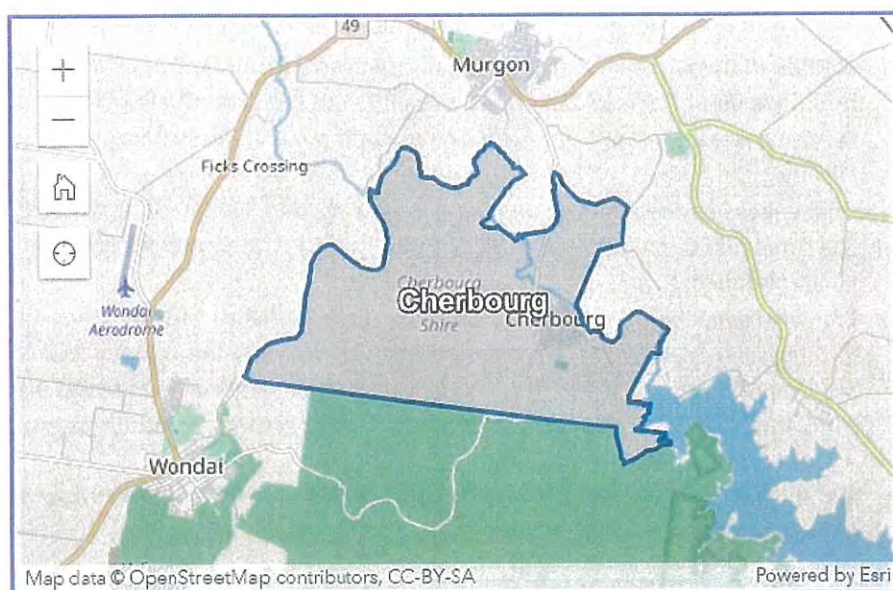 49
Murgon
Ficks Crossing
Cherbourg
Shire
Cherbourg
Cherbourg
Wondai
Aerodrome
Wondai
Map data © OpenStreetMap contributors, CC-BY-SA
Powered by Esri